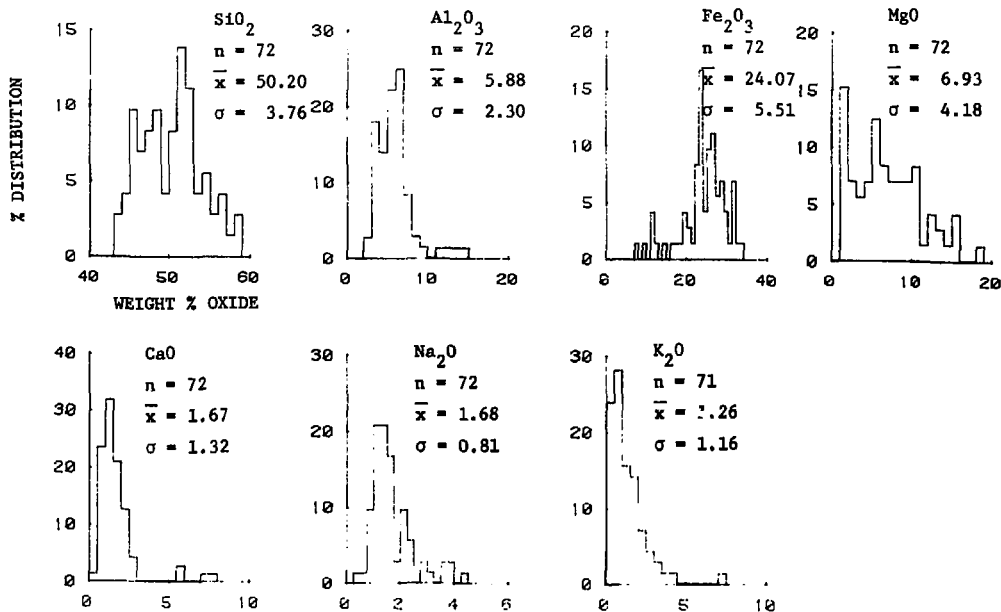 SiO2
n = 72
x̄ = 50.20
σ = 3.76
15
10
5
0
40 50 60
% DISTRIBUTION
WEIGHT % OXIDE
Al2O3
n = 72
x̄ = 5.88
σ = 2.30
30
20
10
0
0 10 20
Fe2O3
n = 72
x̄ = 24.07
σ = 5.51
20
15
10
5
0
0 20 40
MgO
n = 72
x̄ = 6.93
σ = 4.18
20
15
10
5
0
0 10 20
CaO
n = 72
x̄ = 1.67
σ = 1.32
40
30
20
10
0
0 5 10
Na2O
n = 72
x̄ = 1.68
σ = 0.81
30
20
10
0
0 2 4 6
K2O
n = 71
x̄ =
σ = 1.16
30
20
10
0
0 5 10